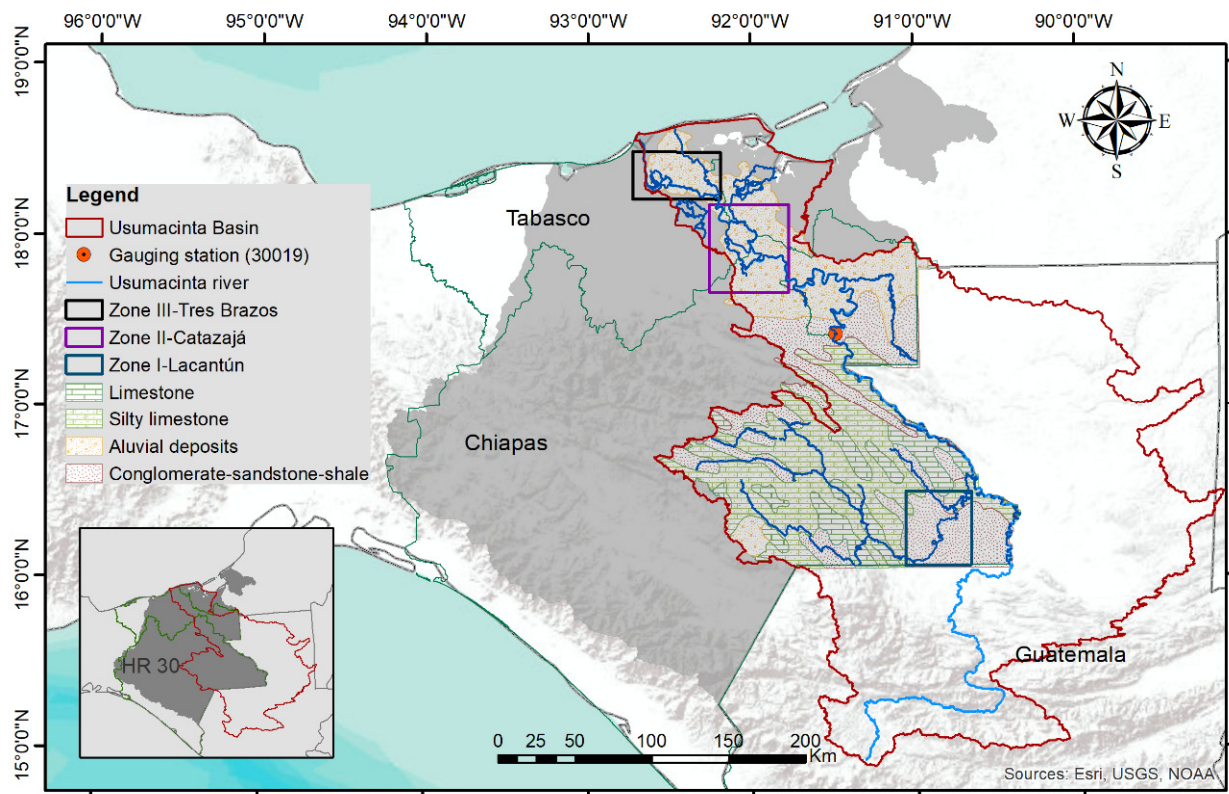 96°0'0"W 95°0'0"W 94°0'0"W 93°0'0"W 92°0'0"W 91°0'0"W 90°0'0"W
19°0'0"N
18°0'0"N
17°0'0"N
16°0'0"N
15°0'0"N
N
W E
S
Legend
Usumacinta Basin
Gauging station (30019)
Usumacinta river
Zone III-Tres Brazos
Zone II-Catazajá
Zone I-Lacantún
Limestone
Silty limestone
Aluvial deposits
Conglomerate-sandstone-shale
Tabasco
Chiapas
Guatemala
HR 30
0 25 50 100 150 200
Km
Sources: Esri, USGS, NOAA